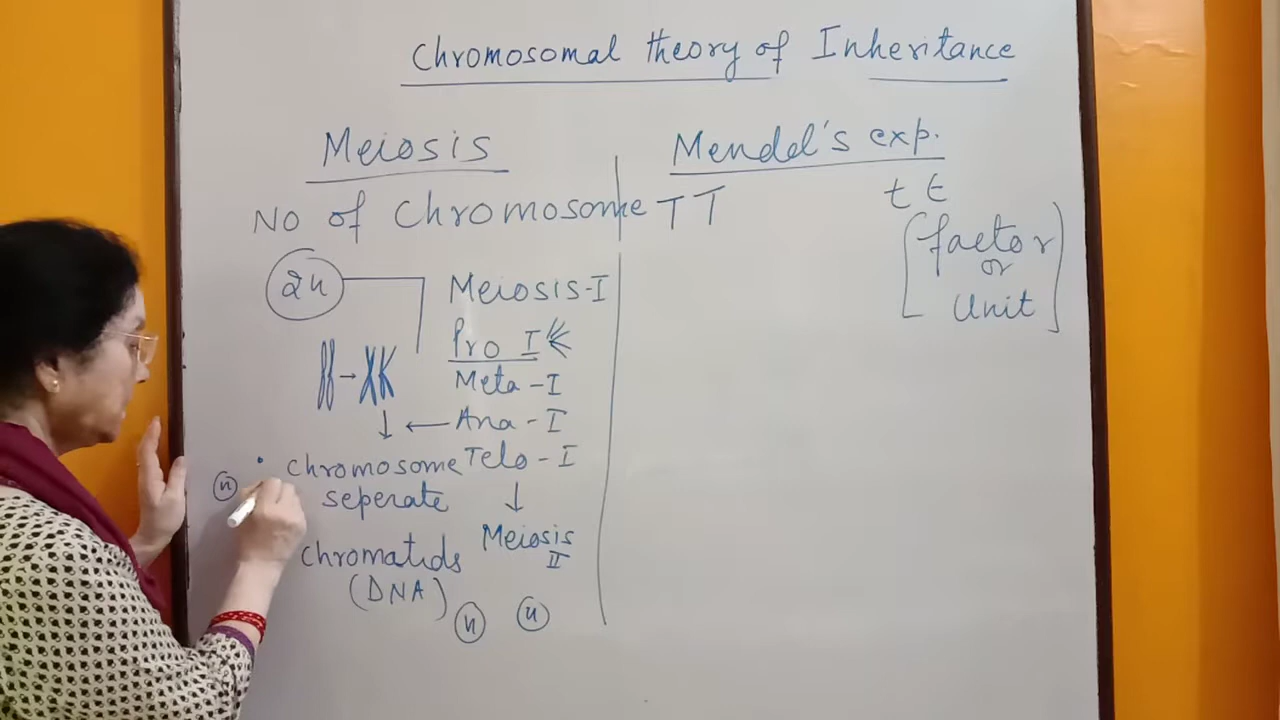 Chromosomal theory of Inheritance
Meiosis
No of Chromosome
2n
Meiosis-I
Pro I
Meta - I
Ana - I
Chromosome Telo - I
seperate
n
Meiosis
II
Chromatids
(DNA)
n n
Mendel's exp.
TT tt
[factor
or
Unit]